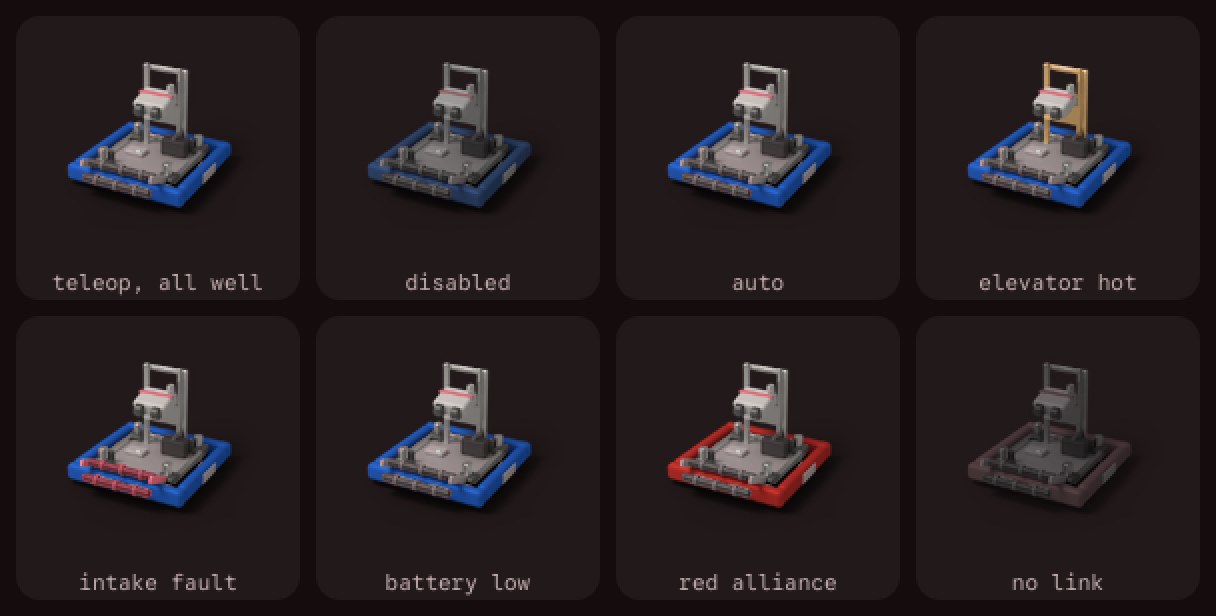 teleop, all well
disabled
auto
elevator hot
intake fault
battery low
red alliance
no link